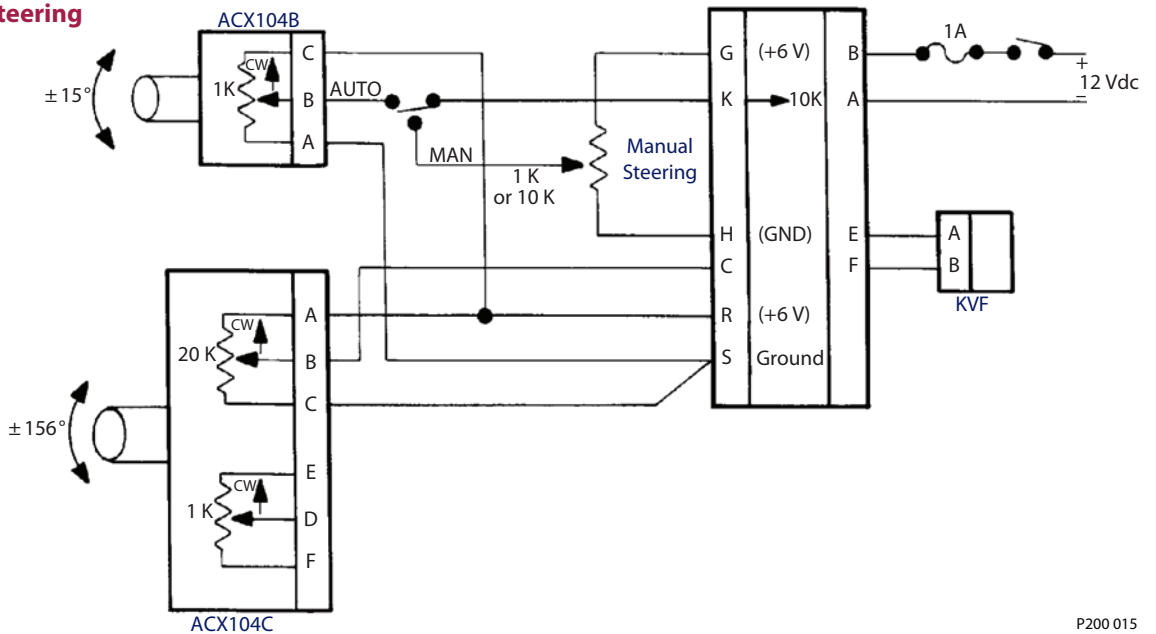 teering
ACX104B
± 15°
1K
CW
C
B
A
AUTO
MAN
1 K
or 10 K
Manual
Steering
G
K
H
C
R
S
(+6 V)
10K
(GND)
(+6 V)
Ground
B
A
E
F
1A
+
12 Vdc
–
A
B
KVF
± 156°
20 K
CW
1 K
CW
A
B
C
E
D
F
ACX104C
P200 015